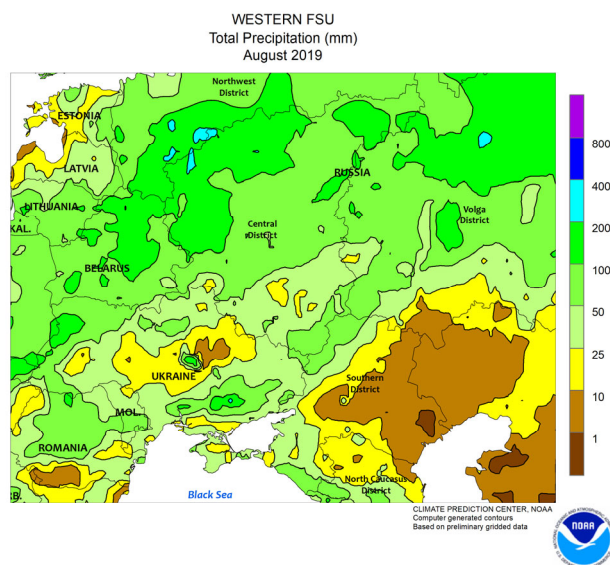 WESTERN FSU
Total Precipitation (mm)
August 2019
Northwest
District
ESTONIA
LATVIA
RUSSIA
LITHUANIA
Volga
District
KAL.
Central
District
BELARUS
UKRAINE
Southern
District
MOL.
ROMANIA
North Caucasus
District
RB.
Black Sea
800
400
200
100
50
25
10
1
CLIMATE PREDICTION CENTER, NOAA
Computer generated contours
Based on preliminary gridded data
NOAA